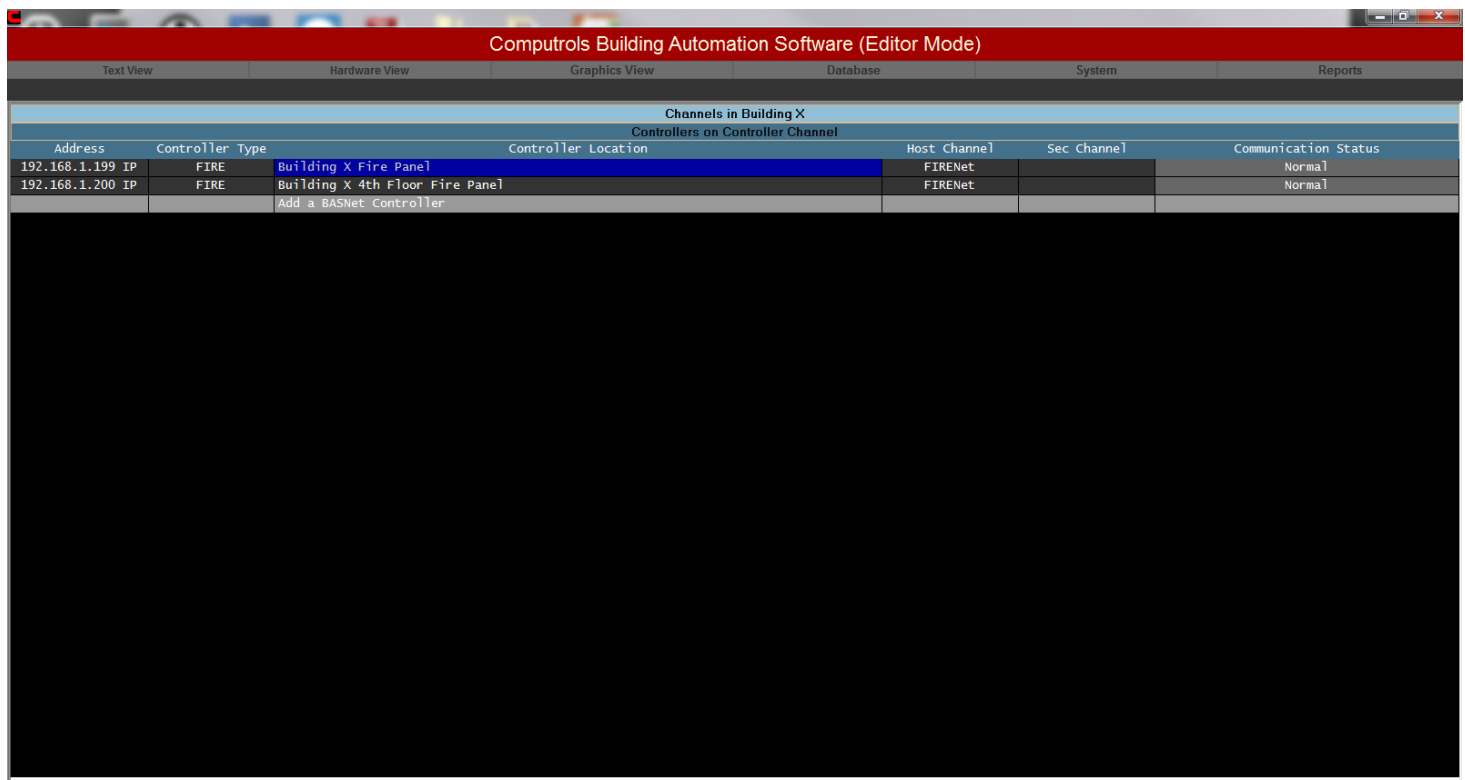 Computrols Building Automation Software (Editor Mode)
Text View Hardware View Graphics View Database System Reports
Channels in Building X
Controllers on Controller Channel
Address Controller Type Controller Location Host Channel Sec Channel Communication Status
192.168.1.199 IP FIRE Building X Fire Panel FIRENet Normal
192.168.1.200 IP FIRE Building X 4th Floor Fire Panel FIRENet Normal
Add a BASNet Controller